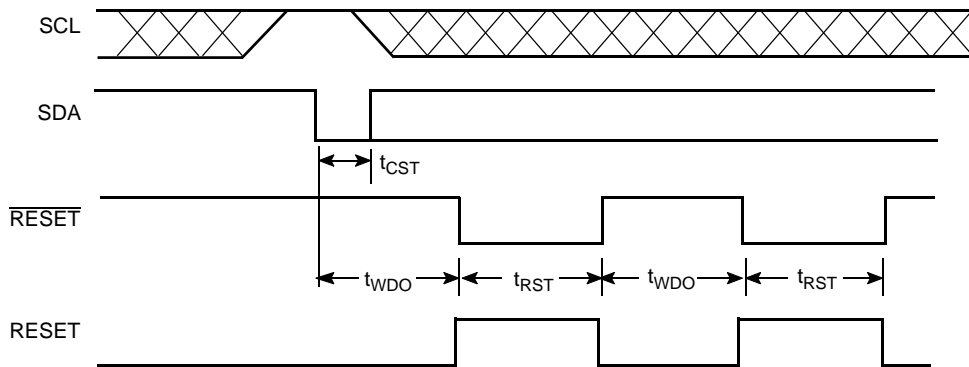 SCL
SDA
tCST
RESET
tWDO tRST tWDO tRST
RESET